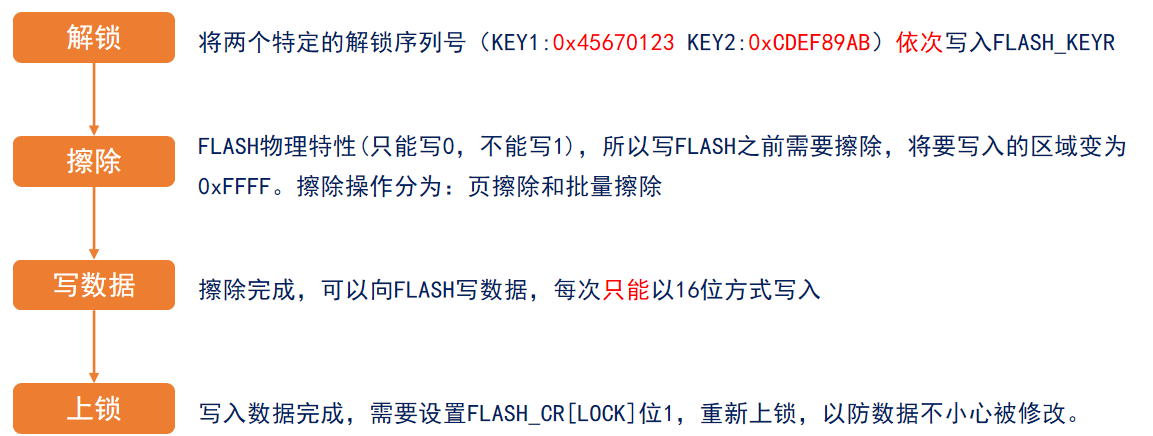 解锁
将两个特定的解锁序列号（KEY1:0x45670123 KEY2:0xCDEF89AB）依次写入FLASH_KEYR
擦除
FLASH物理特性(只能写0，不能写1)，所以写FLASH之前需要擦除，将要写入的区域变为
0xFFFF。擦除操作分为：页擦除和批量擦除
写数据
擦除完成，可以向FLASH写数据，每次只能以16位方式写入
上锁
写入数据完成，需要设置FLASH_CR[LOCK]位1，重新上锁，以防数据不小心被修改。